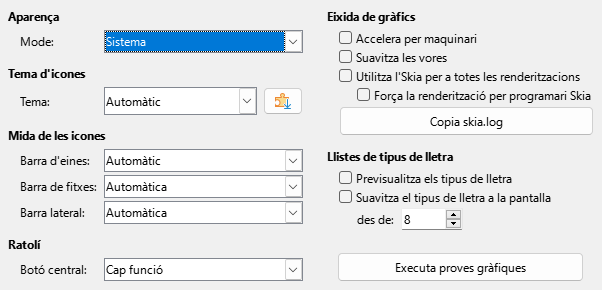 Aparença
Mode: Sistema
Tema d'icones
Tema: Automàtic
Mida de les icones
Barra d'eines: Automàtic
Barra de fitxes: Automàtica
Barra lateral: Automàtica
Ratolí
Botó central: Cap funció
Eixida de gràfics
Accelera per maquinari
Suavitza les vores
Utilitza l'Skia per a totes les renderitzacions
Força la renderització per programari Skia
Copia skia.log
Llistes de tipus de lletra
Previsualitza els tipus de lletra
Suavitza el tipus de lletra a la pantalla
des de: 8
Executa proves gràfiques